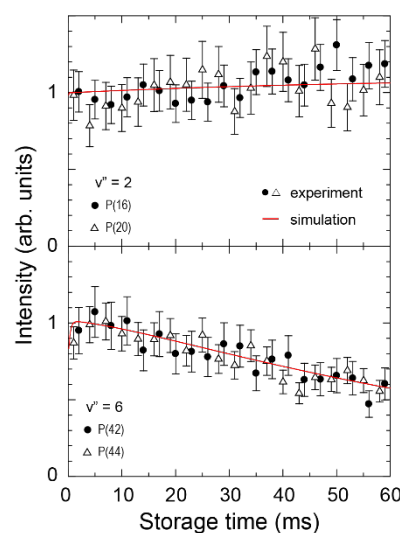 1
0
v" = 2
P(16)
P(20)
experiment
simulation
Intensity (arb. units)
1
0
v" = 6
P(42)
P(44)
0 10 20 30 40 50 60
Storage time (ms)